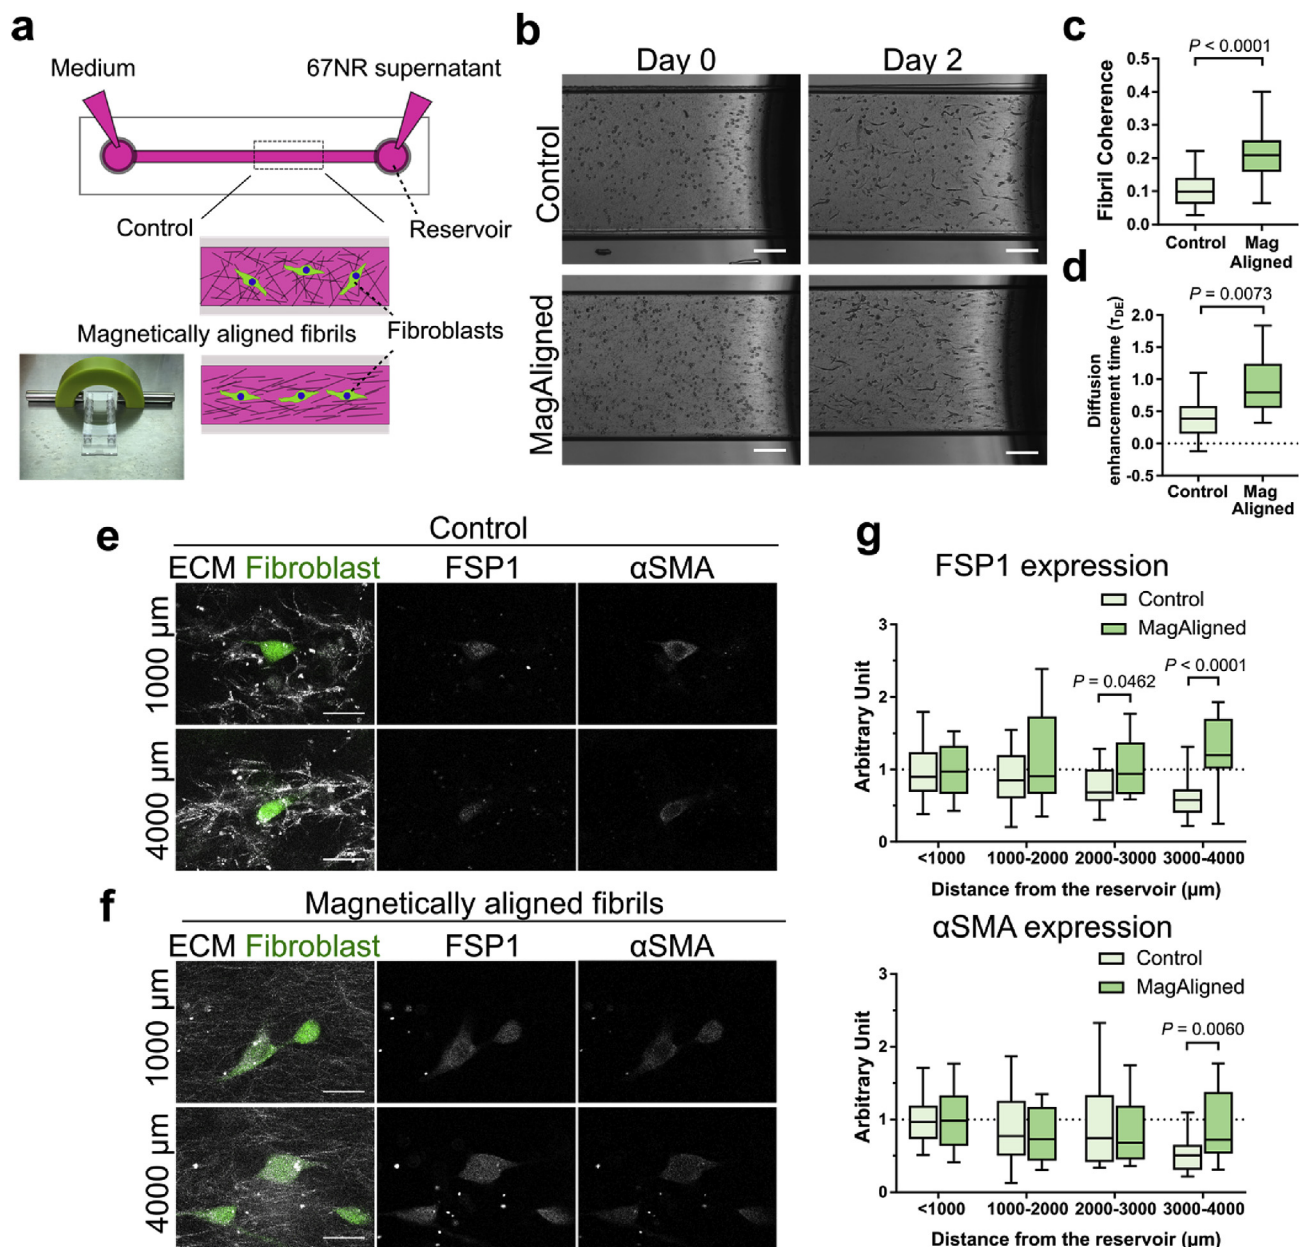 a
Medium
67NR supernatant
Control
Reservoir
Fibroblasts
Magnetically aligned fibrils
b
Day 0
Day 2
Control
MagAligned
c
P < 0.0001
Fibril Coherence
0.5
0.4
0.3
0.2
0.1
0.0
Control
Mag
Aligned
d
P = 0.0073
Diffusion
enhancement time (τDE)
2.0
1.5
1.0
0.5
0.0
-0.5
Control
Mag
Aligned
e
Control
ECM Fibroblast
FSP1
αSMA
1000 µm
4000 µm
f
Magnetically aligned fibrils
ECM Fibroblast
FSP1
αSMA
1000 µm
4000 µm
g
FSP1 expression
Control
MagAligned
Arbitrary Unit
3
2
1
0
P = 0.0462
P < 0.0001
<1000
1000-2000
2000-3000
3000-4000
Distance from the reservoir (µm)
αSMA expression
Control
MagAligned
Arbitrary Unit
3
2
1
0
P = 0.0060
<1000
1000-2000
2000-3000
3000-4000
Distance from the reservoir (µm)